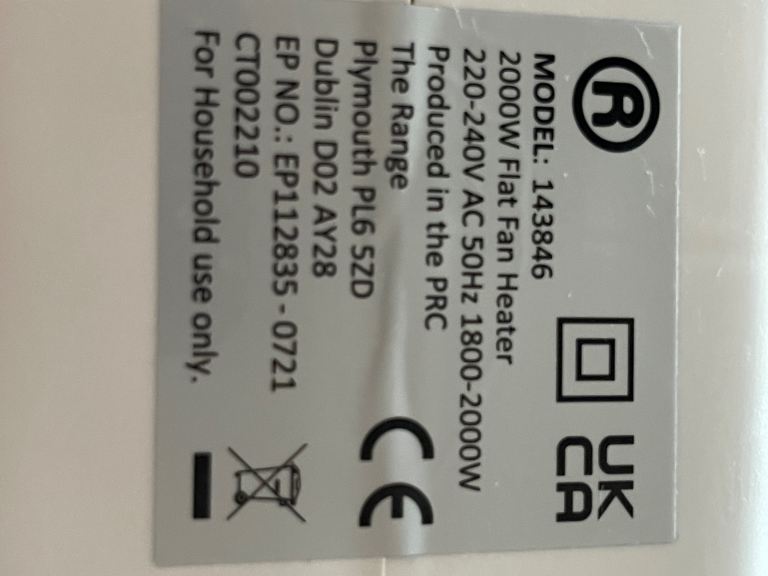 R
UK
CA
MODEL: 143846
2000W Flat Fan Heater
220-240V AC 50Hz 1800-2000W
Produced in the PRC
The Range
Plymouth PL6 5ZD
Dublin D02 AY28
EP NO.: EP112835 - 0721
CT002210
For Household use only.
CE